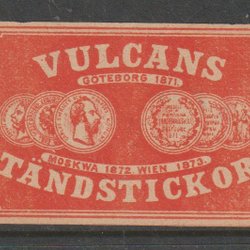 VULCANS
GÖTEBORG 1871.
MOSKWA 1872. WIEN 1873.
TÄNDSTICKOR